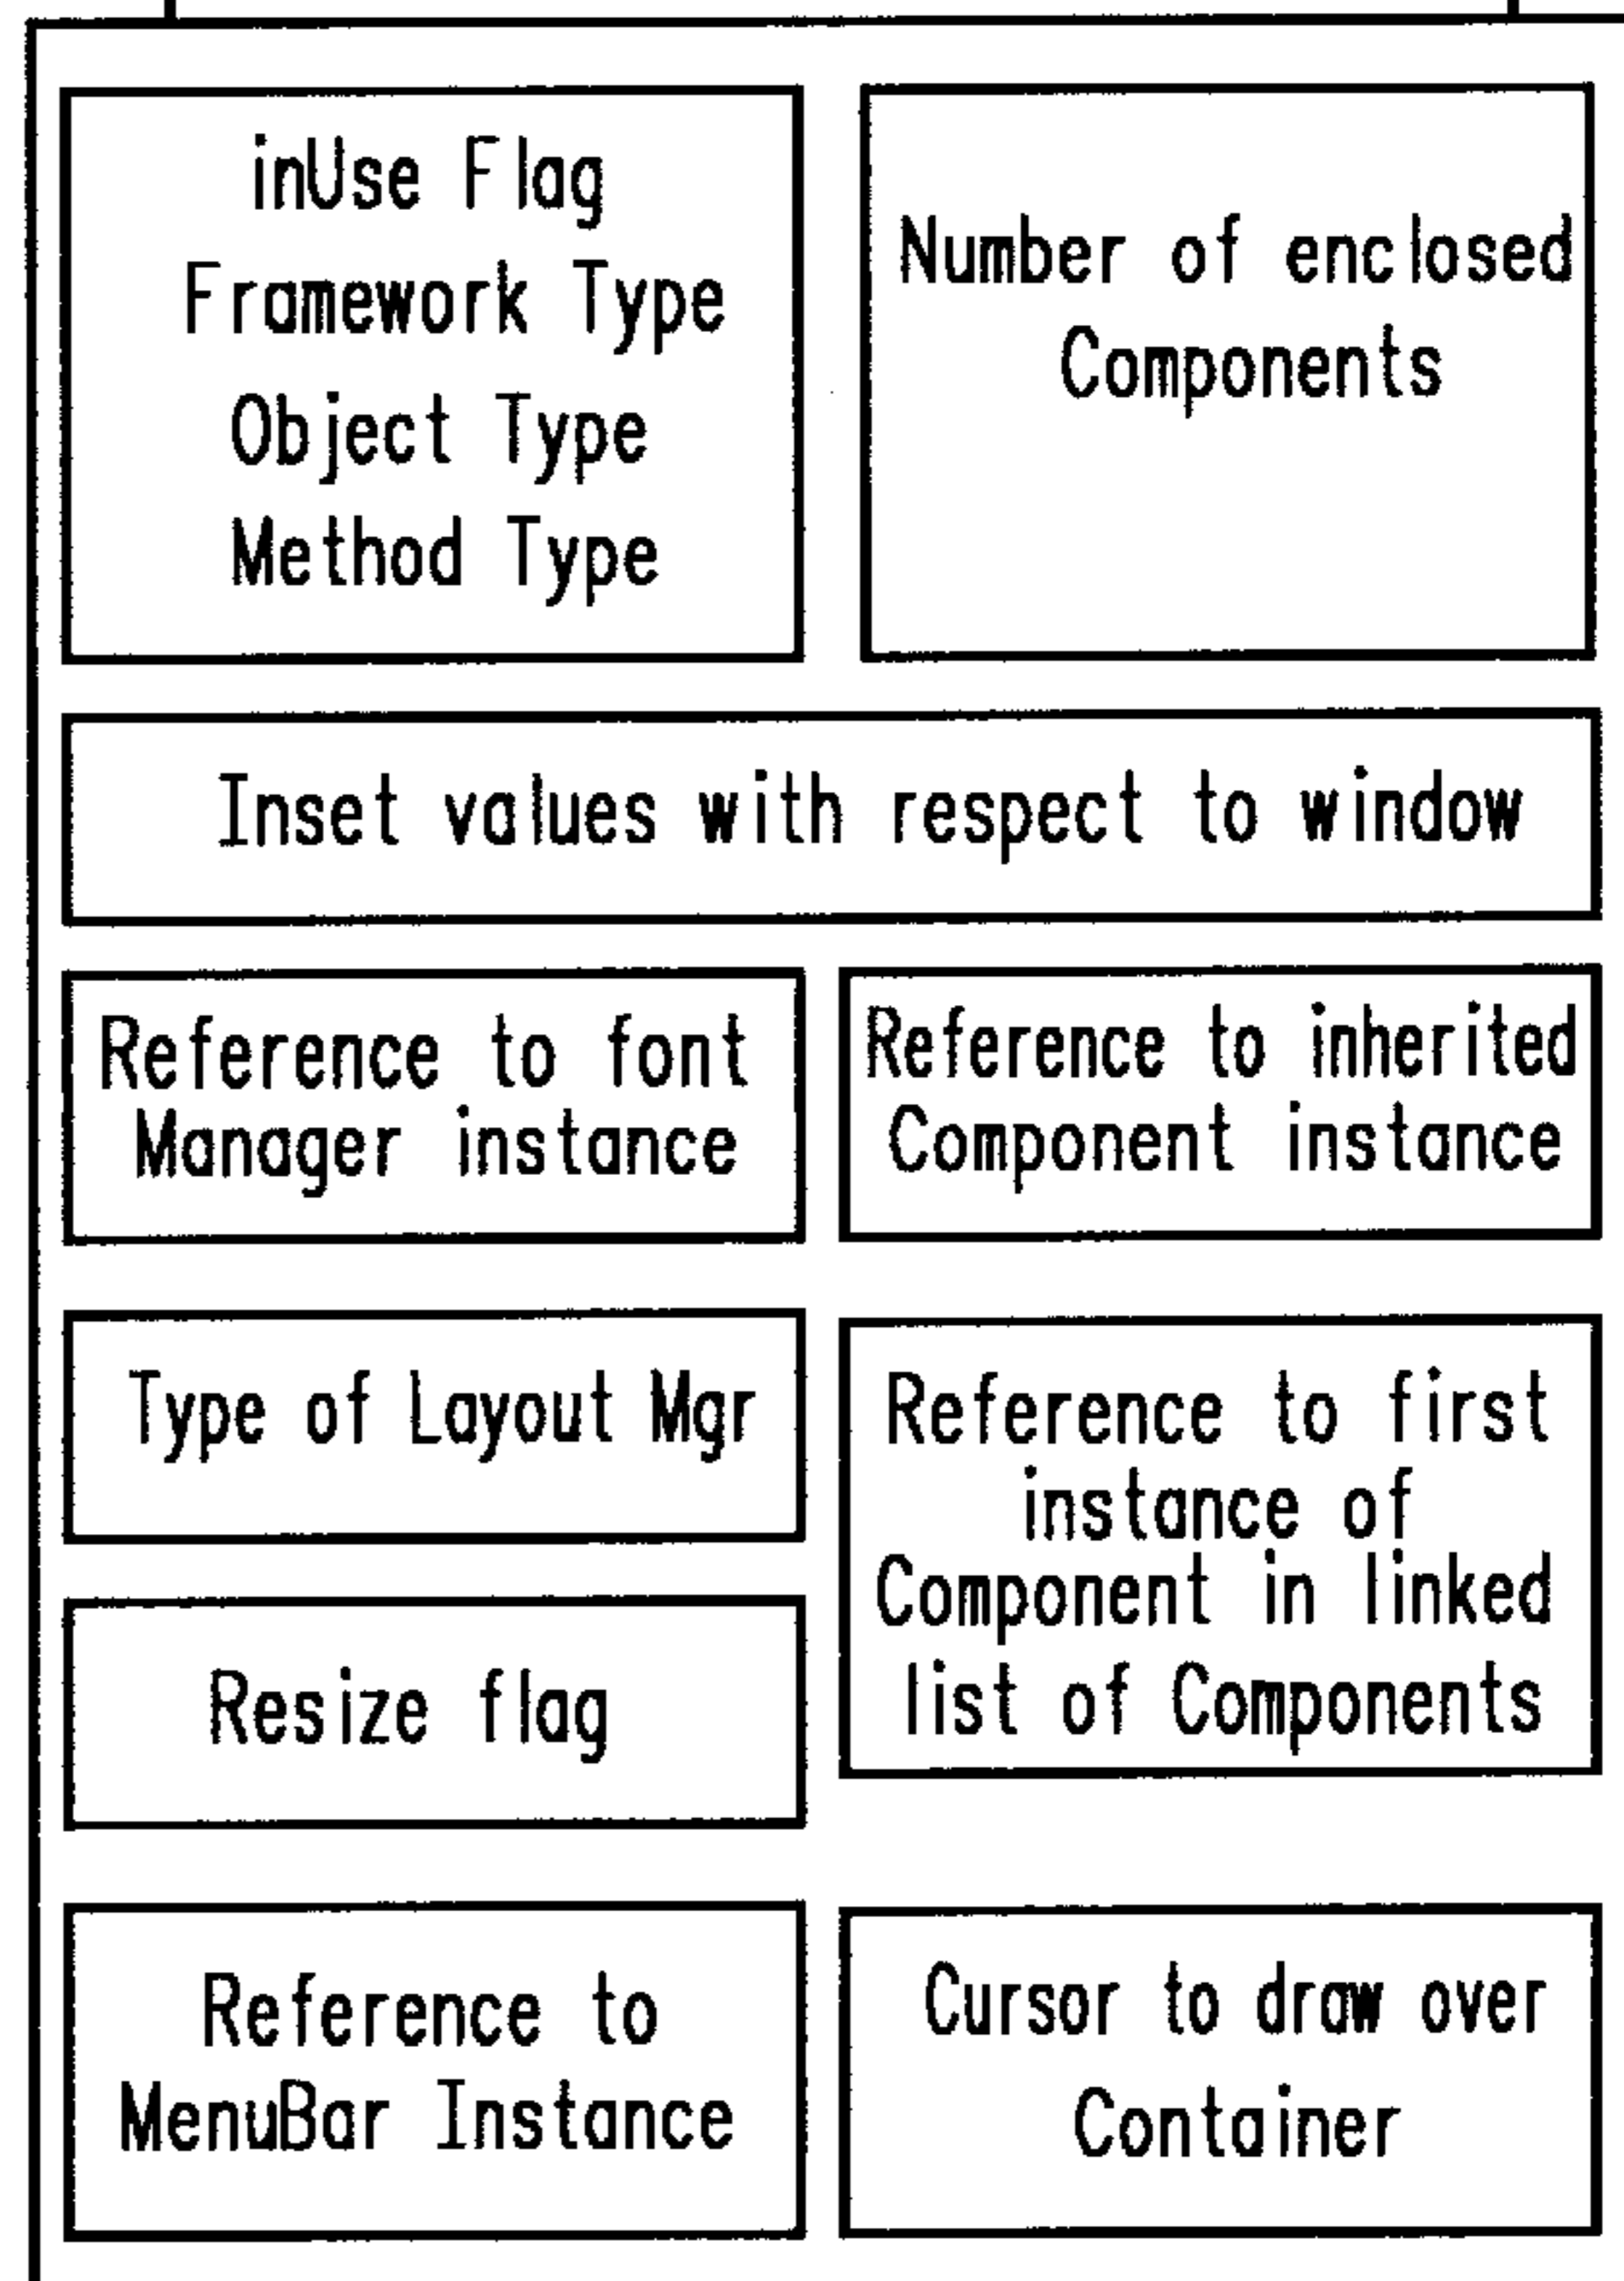 inUse Flag
Framework Type
Object Type
Method Type
Number of enclosed
Components
Inset values with respect to window
Reference to font
Manager instance
Reference to inherited
Component instance
Type of Layout Mgr
Reference to first
instance of
Component in linked
list of Components
Resize flag
Reference to
MenuBar Instance
Cursor to draw over
Container